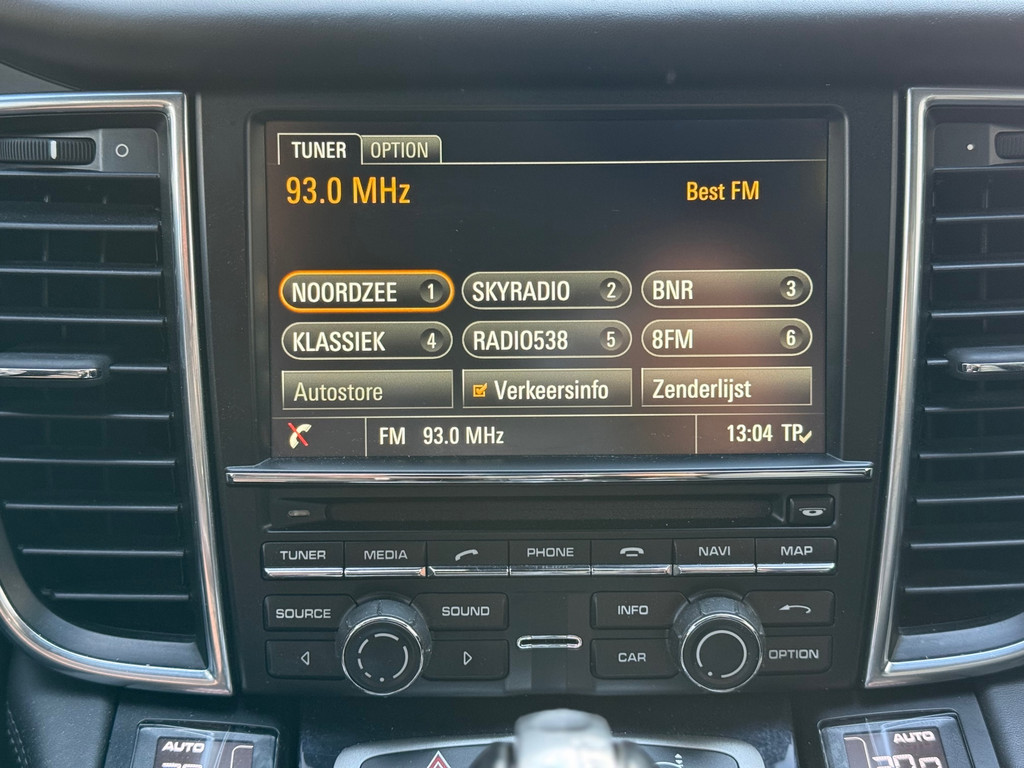 TUNER OPTION
93.0 MHz Best FM
NOORDZEE 1 SKYRADIO 2 BNR 3
KLASSIEK 4 RADIO538 5 8FM 6
Autostore Verkeersinfo Zenderlijst
FM 93.0 MHz 13:04 TP
TUNER MEDIA PHONE NAVI MAP
SOURCE SOUND INFO
CAR OPTION
AUTO AUTO